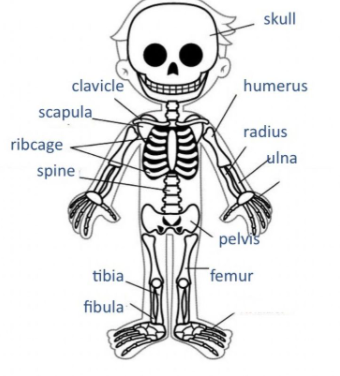 skull
clavicle
humerus
scapula
radius
ribcage
ulna
spine
pelvis
tibia
femur
fibula